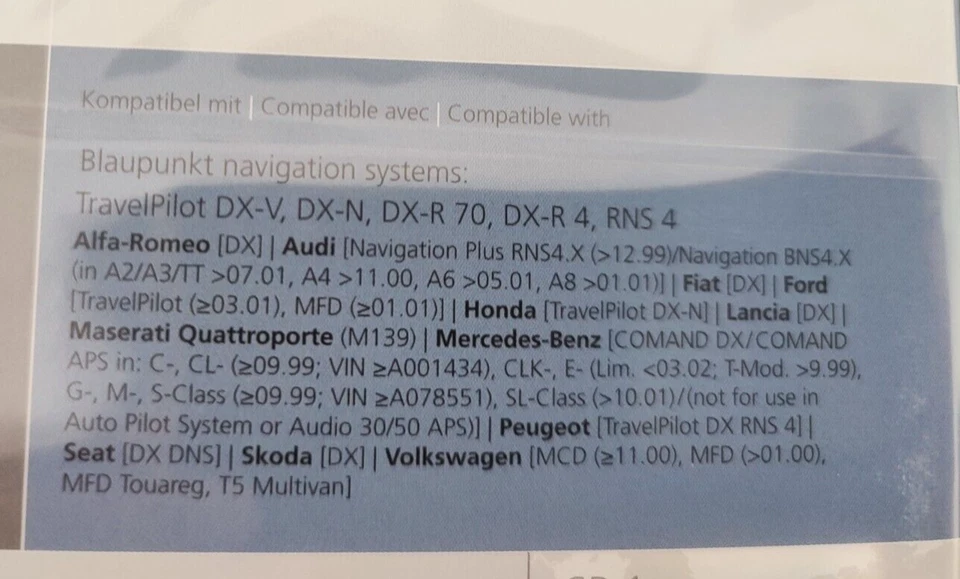 Kompatibel mit | Compatible avec | Compatible with
Blaupunkt navigation systems:
TravelPilot DX-V, DX-N, DX-R 70, DX-R 4, RNS 4
Alfa-Romeo [DX] | Audi [Navigation Plus RNS4.X (>12.99)/Navigation BNS4.X
(in A2/A3/TT >07.01, A4 >11.00, A6 >05.01, A8 >01.01)] | Fiat [DX] | Ford
[TravelPilot (≥03.01), MFD (≥01.01)] | Honda [TravelPilot DX-N] | Lancia [DX] |
Maserati Quattroporte (M139) | Mercedes-Benz [COMAND DX/COMAND
APS in: C-, CL- (≥09.99; VIN ≥A001434), CLK-, E- (Lim. <03.02; T-Mod. >9.99),
G-, M-, S-Class (≥09.99; VIN ≥A078551), SL-Class (>10.01)/(not for use in
Auto Pilot System or Audio 30/50 APS)] | Peugeot [TravelPilot DX RNS 4] |
Seat [DX DNS] | Skoda [DX] | Volkswagen [MCD (≥11.00), MFD (>01.00),
MFD Touareg, T5 Multivan]